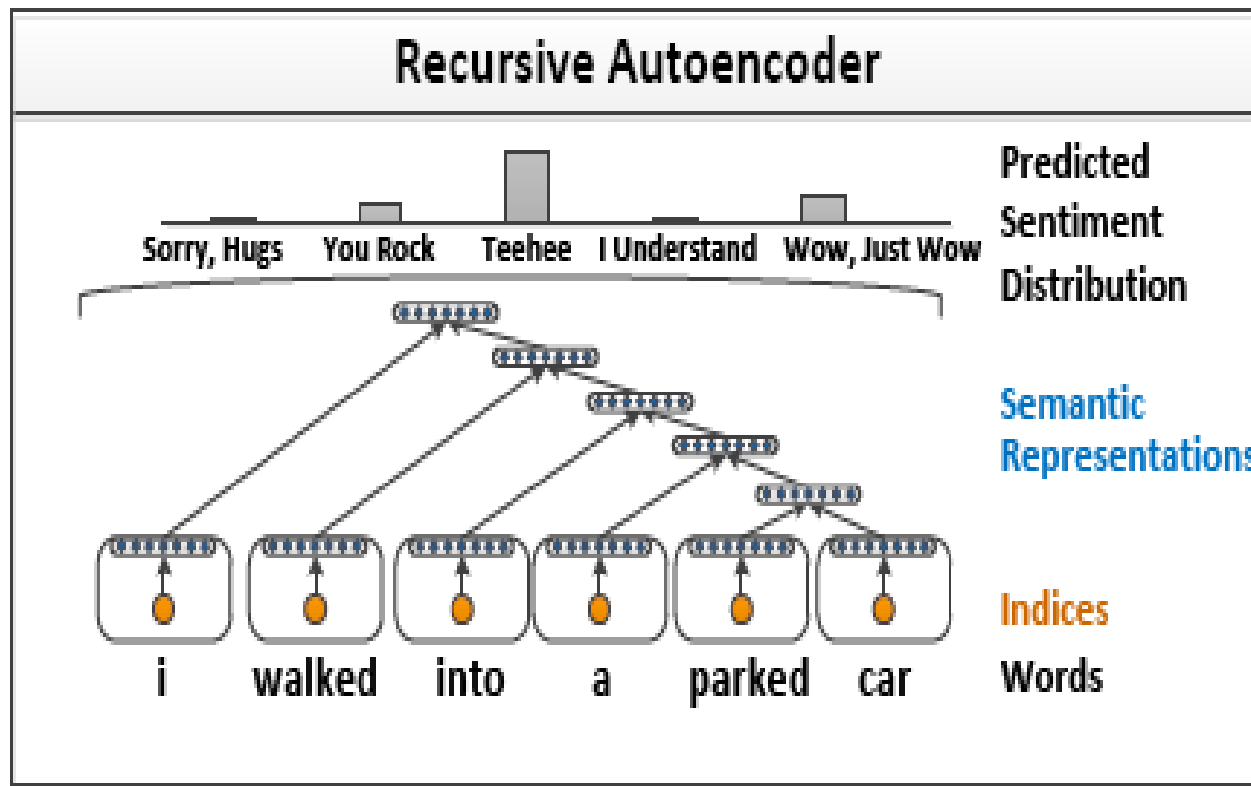 Recursive Autoencoder
Predicted
Sentiment
Distribution
Sorry, Hugs You Rock Teehee I Understand Wow, Just Wow
Semantic
Representations
Indices
i walked into a parked car
Words